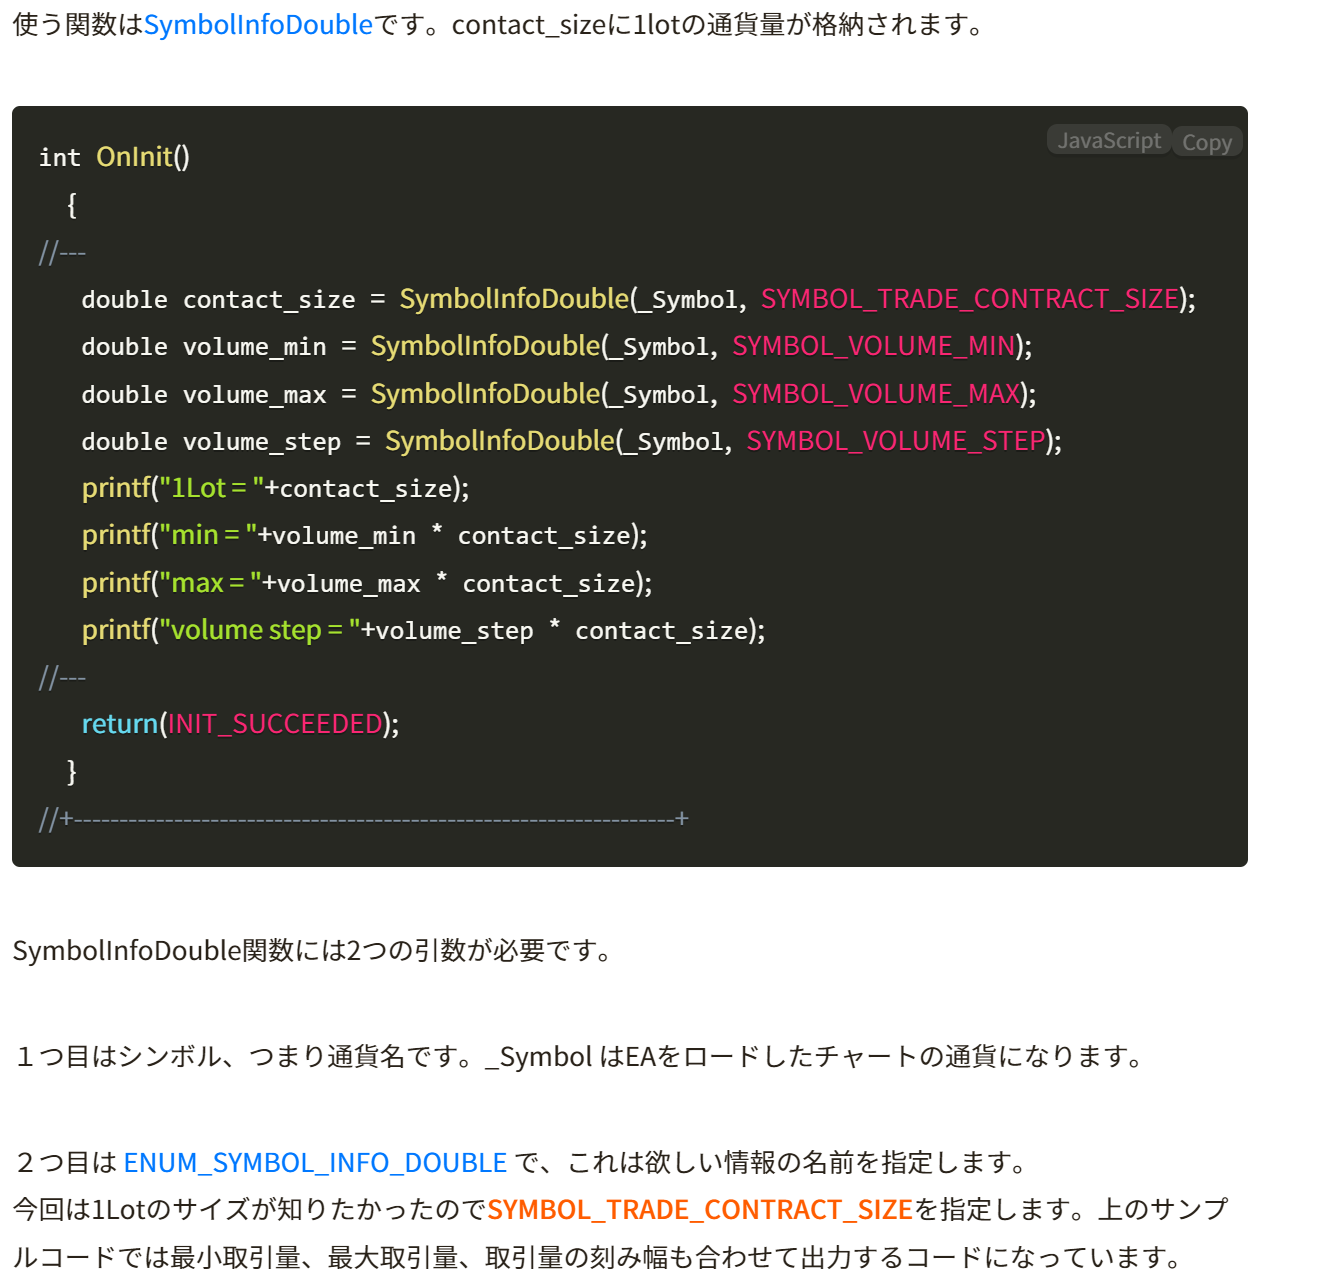 使う関数はSymbolInfoDoubleです。contact_sizeに1lotの通貨量が格納されます。
JavaScript Copy
int OnInit()
{
//---
double contact_size = SymbolInfoDouble(_Symbol, SYMBOL_TRADE_CONTRACT_SIZE);
double volume_min = SymbolInfoDouble(_Symbol, SYMBOL_VOLUME_MIN);
double volume_max = SymbolInfoDouble(_Symbol, SYMBOL_VOLUME_MAX);
double volume_step = SymbolInfoDouble(_Symbol, SYMBOL_VOLUME_STEP);
printf("1Lot = "+contact_size);
printf("min = "+volume_min * contact_size);
printf("max = "+volume_max * contact_size);
printf("volume step = "+volume_step * contact_size);
//---
return(INIT_SUCCEEDED);
}
//+------------------------------------------------------------------+
SymbolInfoDouble関数には2つの引数が必要です。
１つ目はシンボル、つまり通貨名です。_Symbol はEAをロードしたチャートの通貨になります。
２つ目は ENUM_SYMBOL_INFO_DOUBLE で、これは欲しい情報の名前を指定します。
今回は1Lotのサイズが知りたかったのでSYMBOL_TRADE_CONTRACT_SIZEを指定します。上のサンプ
ルコードでは最小取引量、最大取引量、取引量の刻み幅も合わせて出力するコードになっています。